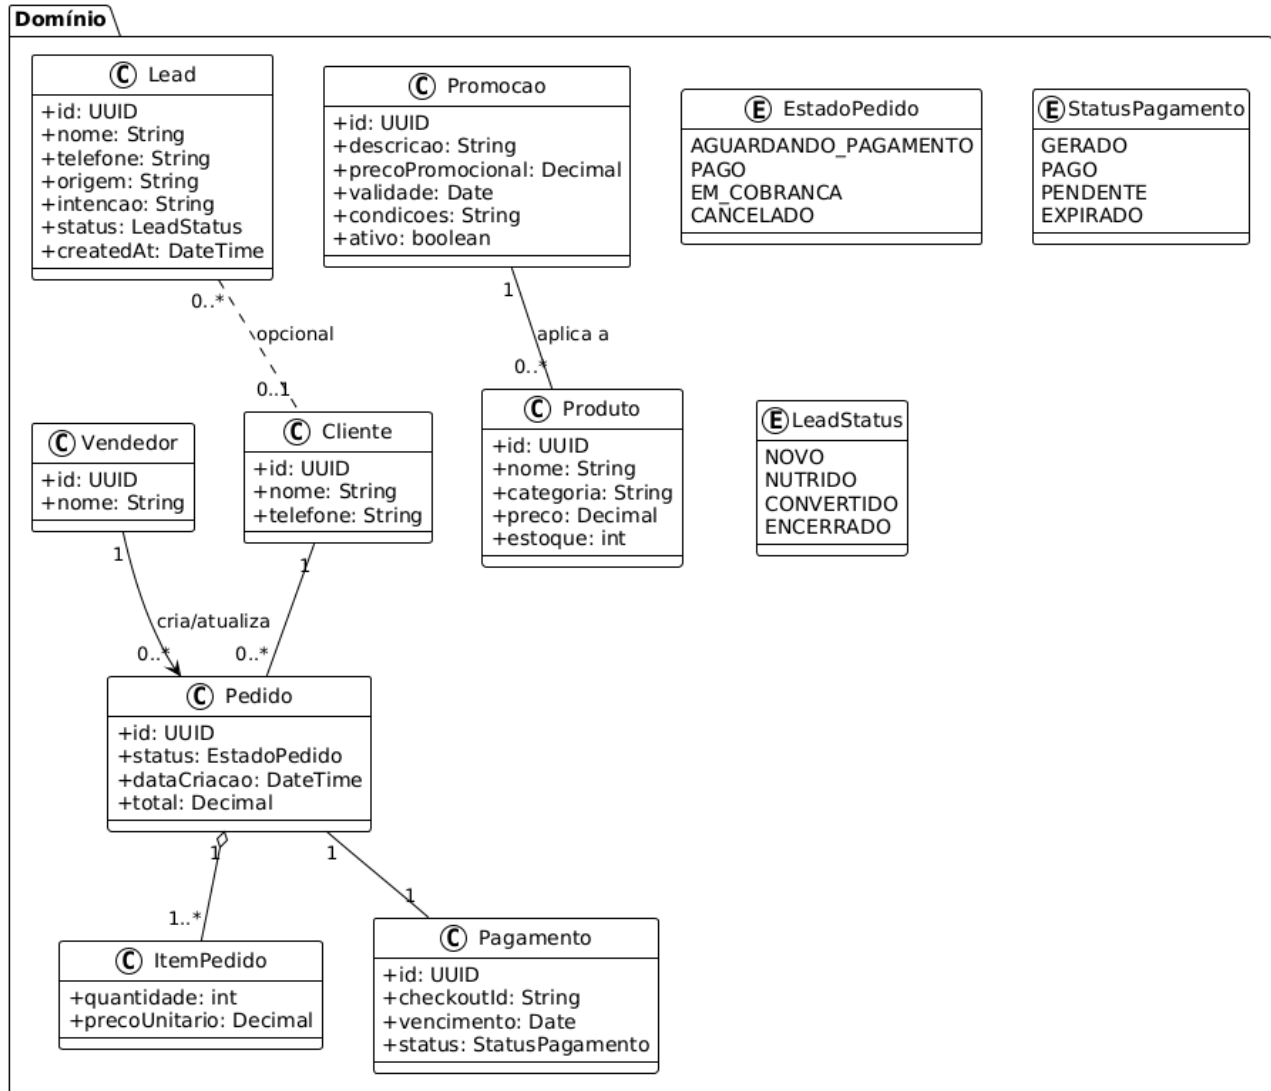 Domínio
C Lead
+id: UUID
+nome: String
+telefone: String
+origem: String
+intencao: String
+status: LeadStatus
+createdAt: DateTime
C Promocao
+id: UUID
+descricao: String
+precoPromocional: Decimal
+validade: Date
+condicoes: String
+ativo: boolean
E EstadoPedido
AGUARDANDO_PAGAMENTO
PAGO
EM_COBRANCA
CANCELADO
E StatusPagamento
GERADO
PAGO
PENDENTE
EXPIRADO
0..*
opcional
0..1
1
aplica a
0..*
C Vendedor
+id: UUID
+nome: String
C Cliente
+id: UUID
+nome: String
+telefone: String
C Produto
+id: UUID
+nome: String
+categoria: String
+preco: Decimal
+estoque: int
E LeadStatus
NOVO
NUTRIDO
CONVERTIDO
ENCERRADO
1
cria/atualiza
0..*
1
0..*
C Pedido
+id: UUID
+status: EstadoPedido
+dataCriacao: DateTime
+total: Decimal
1
1..*
1
1
C ItemPedido
+quantidade: int
+precoUnitario: Decimal
C Pagamento
+id: UUID
+checkoutId: String
+vencimento: Date
+status: StatusPagamento